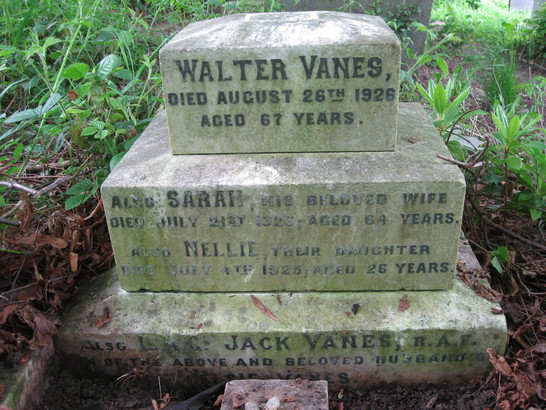 WALTER VANES,
DIED AUGUST 26TH 1926
AGED 67 YEARS.
ALSO SARAH, HIS BELOVED WIFE
DIED JULY 21ST AGED 64 YEARS.
ALSO NELLIE, THEIR DAUGHTER
DIED JULY 4TH 1925, AGED 26 YEARS.
ALSO L.A.C. JACK VANES, R.A.F.
OF THE ABOVE AND BELOVED HUSBAND
VANES